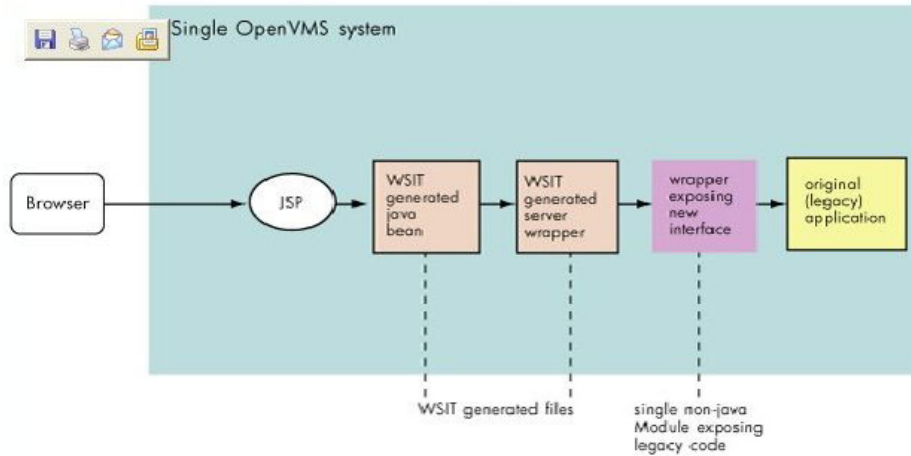 Single OpenVMS system
Browser
JSP
WSIT
generated
java
bean
WSIT
generated
server
wrapper
wrapper
exposing
new
interface
original
(legacy)
application
WSIT generated files
single non-java
Module exposing
legacy code